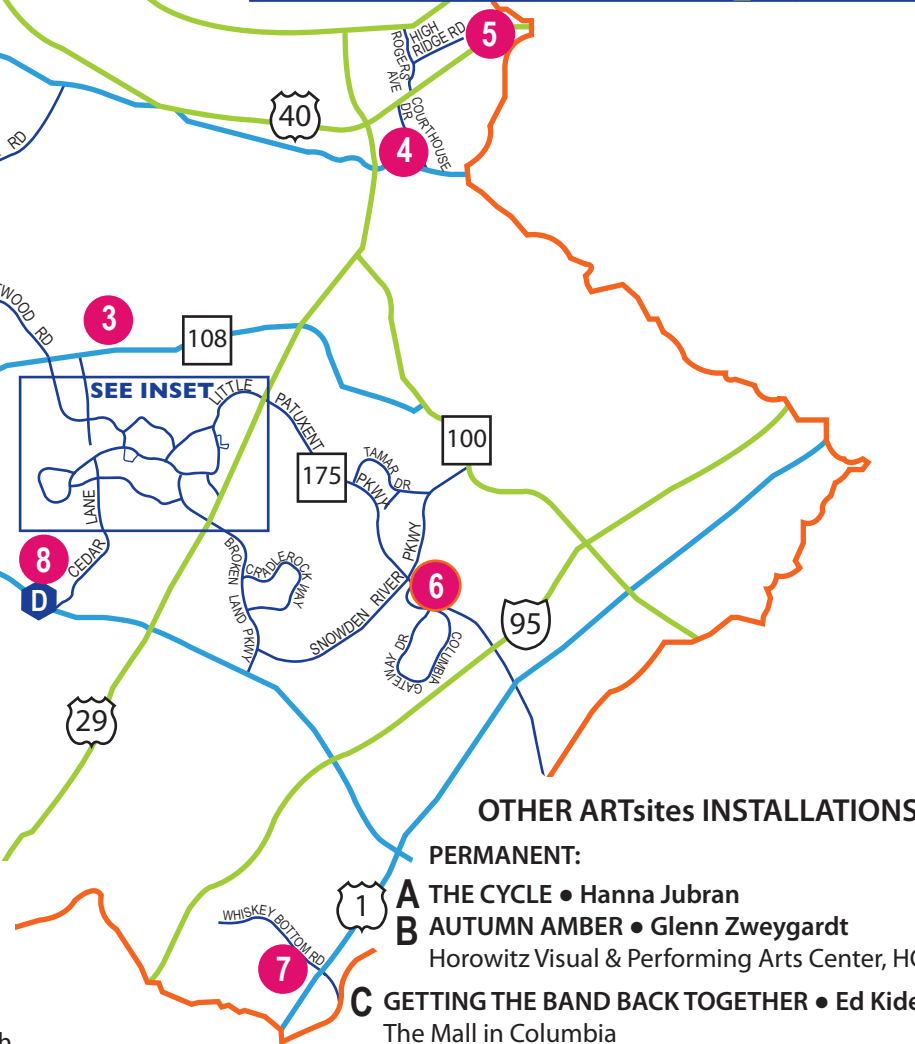 HIGH
RIDGE RD
5
ROGERS
AVE
40
COURTHOUSE
DR
4
RD
WOOD RD
3
108
SEE INSET
LITTLE
PATUXENT
100
175
TAMAR
DR
PKWY
LANE
CEDAR
8
D
BROKEN LAND PKWY
CRADLEROCK
WAY
SNOWDEN RIVER PKWY
6
95
COLUMBIA
GATEWAY DR
29
OTHER ARTsites INSTALLATIONS
PERMANENT:
1
A THE CYCLE ● Hanna Jubran
B AUTUMN AMBER ● Glenn Zweygardt
Horowitz Visual & Performing Arts Center, HC
WHISKEY BOTTOM RD
7
C GETTING THE BAND BACK TOGETHER ● Ed Kide
The Mall in Columbia